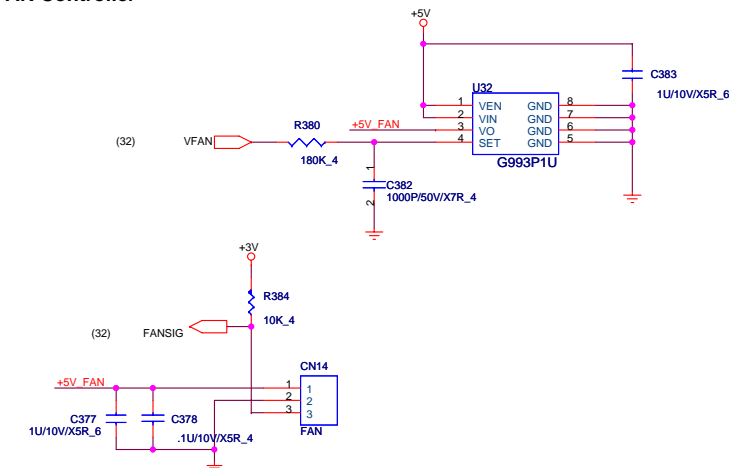 +5V
C383
1U/10V/X5R_6
U32
1 VEN GND 8
2 VIN GND 7
3 VO GND 6
4 SET GND 5
G993P1U
+5V_FAN
R380
(32) VFAN
180K_4
1
C382
1000P/50V/X7R_4
2
+3V
R384
10K_4
(32) FANSIG
CN14
+5V_FAN
1 1
2 2
3 3
FAN
C377
1U/10V/X5R_6
C378
.1U/10V/X5R_4